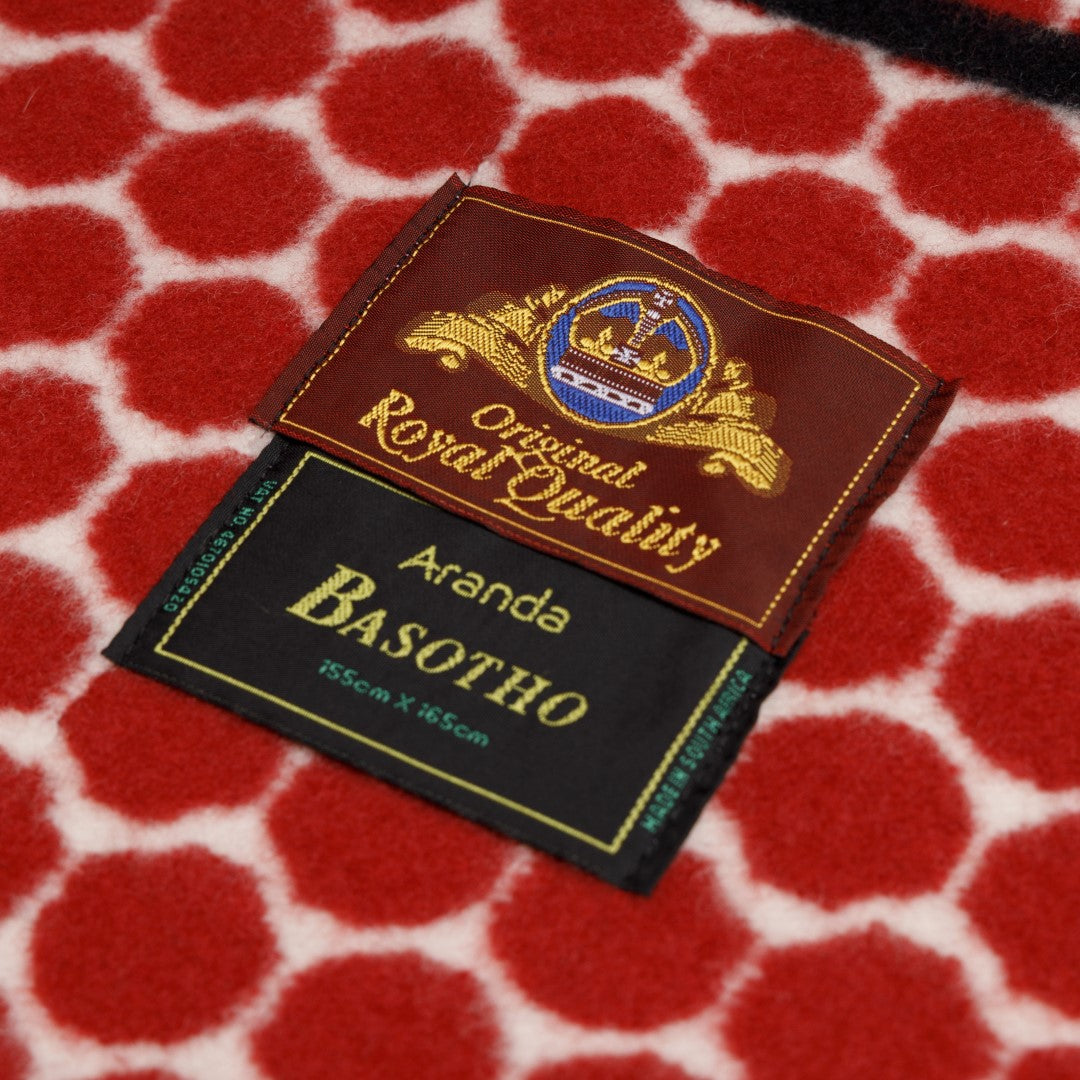 Original
Royal Quality
Aranda
BASOTHO
155cm X 165cm
VAT NO. 4670105420
MADE IN SOUTH AFRICA